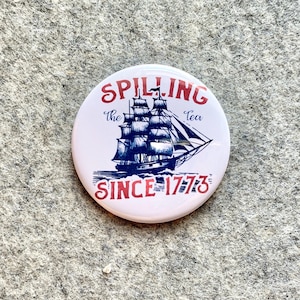 SPILLING
The Tea
SINCE 1773